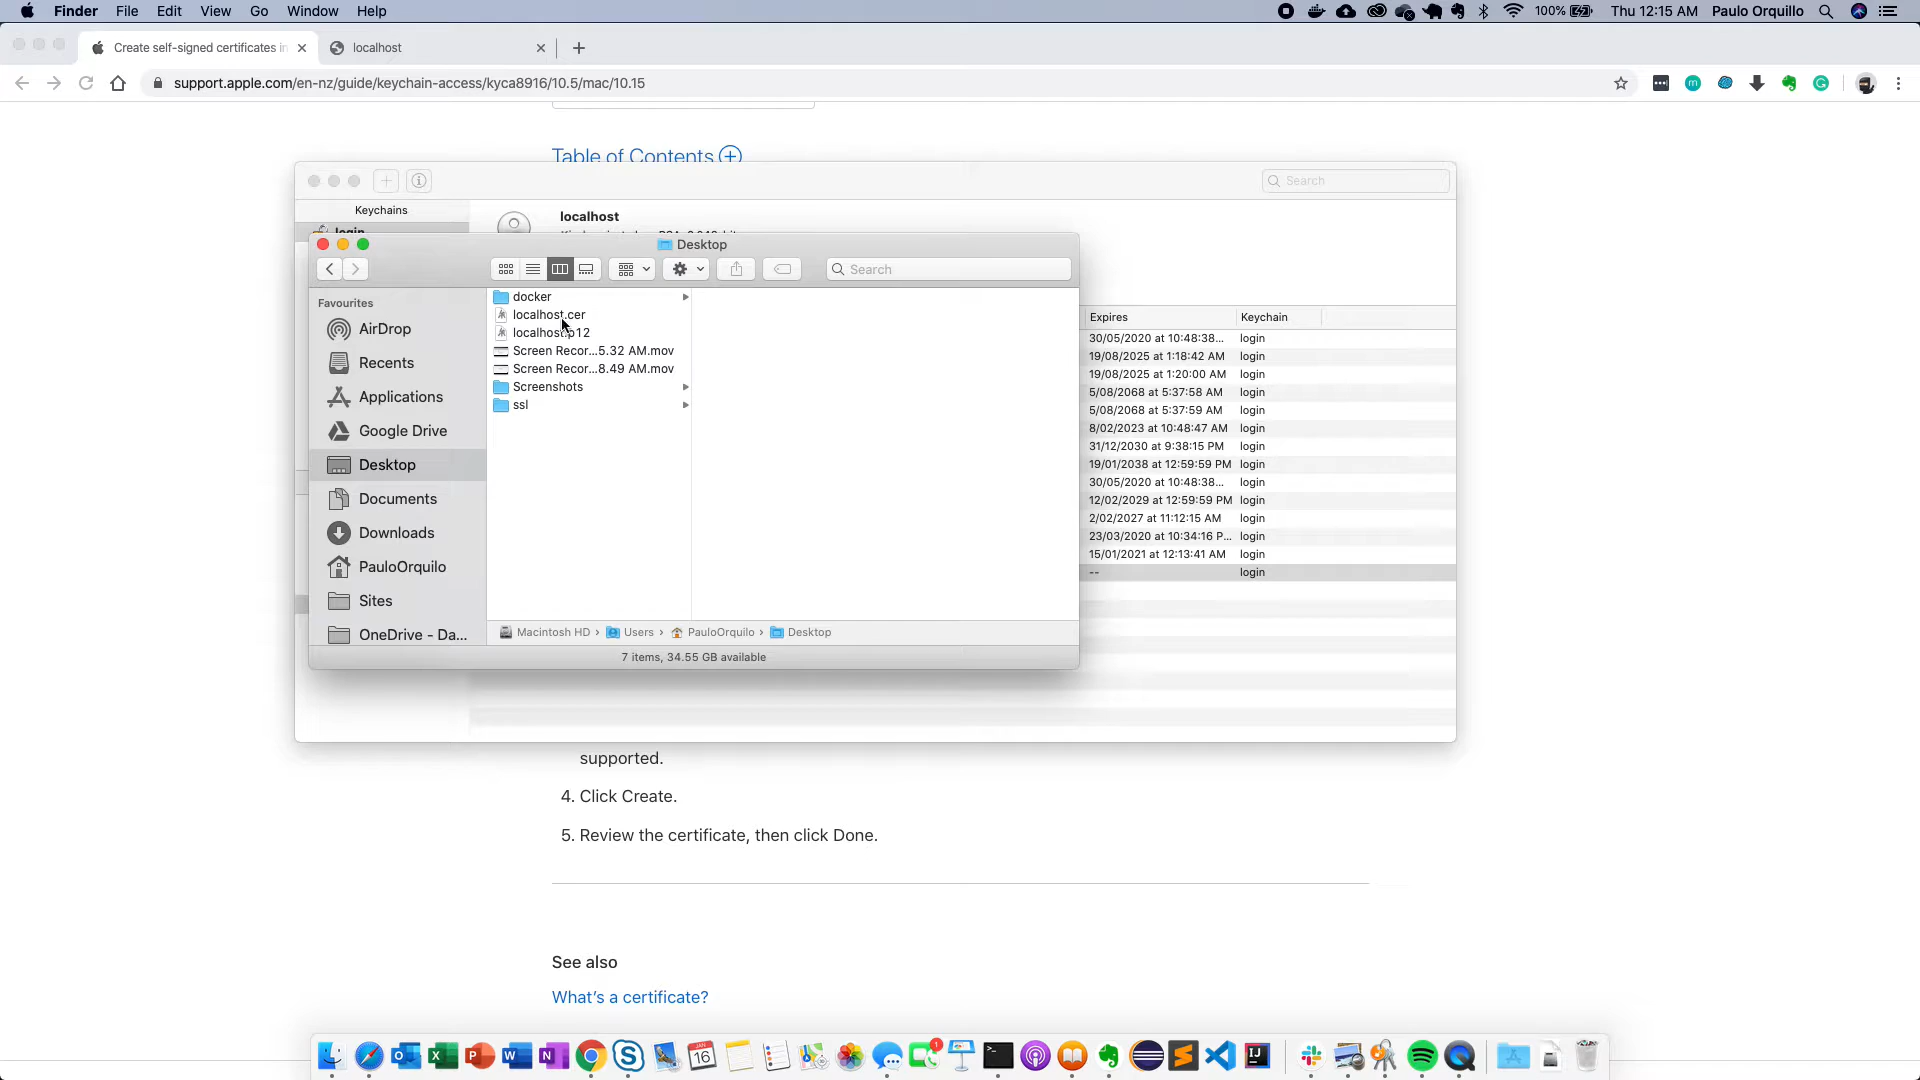 Finder File Edit View Go Window Help 100% Thu 12:15 AM Paulo Orquillo
Create self-signed certificates in
localhost
support.apple.com/en-nz/guide/keychain-access/kyca8916/10.5/mac/10.15
Table of Contents
Search
Keychains
localhost
login
Desktop
Search
Favourites
AirDrop
Recents
Applications
Google Drive
Desktop
Documents
Downloads
PauloOrquilo
Sites
OneDrive - Da...
docker
localhost.cer
localhost.p12
Screen Recor...5.32 AM.mov
Screen Recor...8.49 AM.mov
Screenshots
ssl
Macintosh HD › Users › PauloOrquilo › Desktop
7 items, 34.55 GB available
Expires Keychain
30/05/2020 at 10:48:38... login
19/08/2025 at 1:18:42 AM login
19/08/2025 at 1:20:00 AM login
5/08/2068 at 5:37:58 AM login
5/08/2068 at 5:37:59 AM login
8/02/2023 at 10:48:47 AM login
31/12/2030 at 9:38:15 PM login
19/01/2038 at 12:59:59 PM login
30/05/2020 at 10:48:38... login
12/02/2029 at 12:59:59 PM login
2/02/2027 at 11:12:15 AM login
23/03/2020 at 10:34:16 P... login
15/01/2021 at 12:13:41 AM login
-- login
supported.
4. Click Create.
5. Review the certificate, then click Done.
See also
What's a certificate?
JAN
16
1